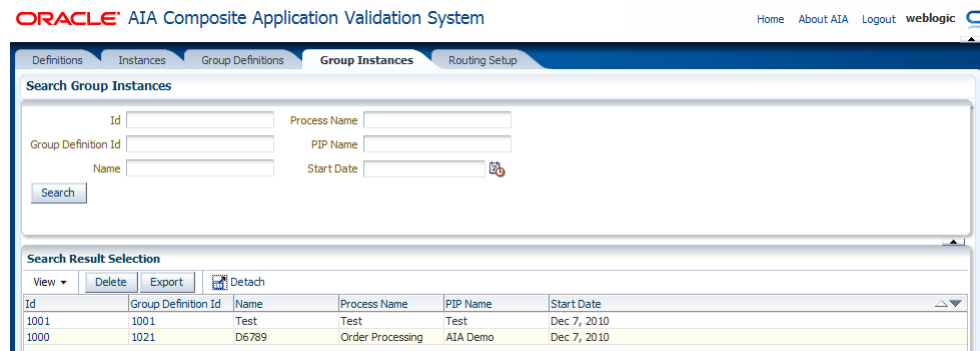 ORACLE AIA Composite Application Validation System
Home About AIA Logout weblogic
Definitions Instances Group Definitions Group Instances Routing Setup
Search Group Instances
Id Process Name
Group Definition Id PIP Name
Name Start Date
Search
Search Result Selection
View Delete Export Detach
Id Group Definition Id Name Process Name PIP Name Start Date
1001 1001 Test Test Test Dec 7, 2010
1000 1021 D6789 Order Processing AIA Demo Dec 7, 2010